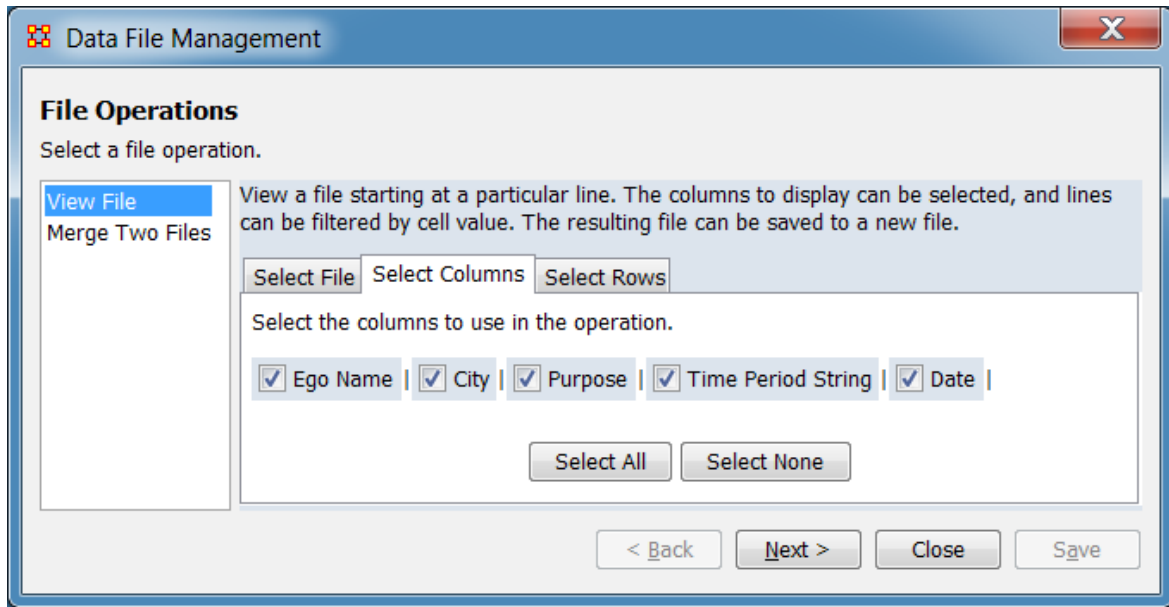 Data File Management
X
File Operations
Select a file operation.
View File
Merge Two Files
View a file starting at a particular line. The columns to display can be selected, and lines
can be filtered by cell value. The resulting file can be saved to a new file.
Select File Select Columns Select Rows
Select the columns to use in the operation.
Ego Name | City | Purpose | Time Period String | Date |
Select All Select None
< Back Next > Close Save